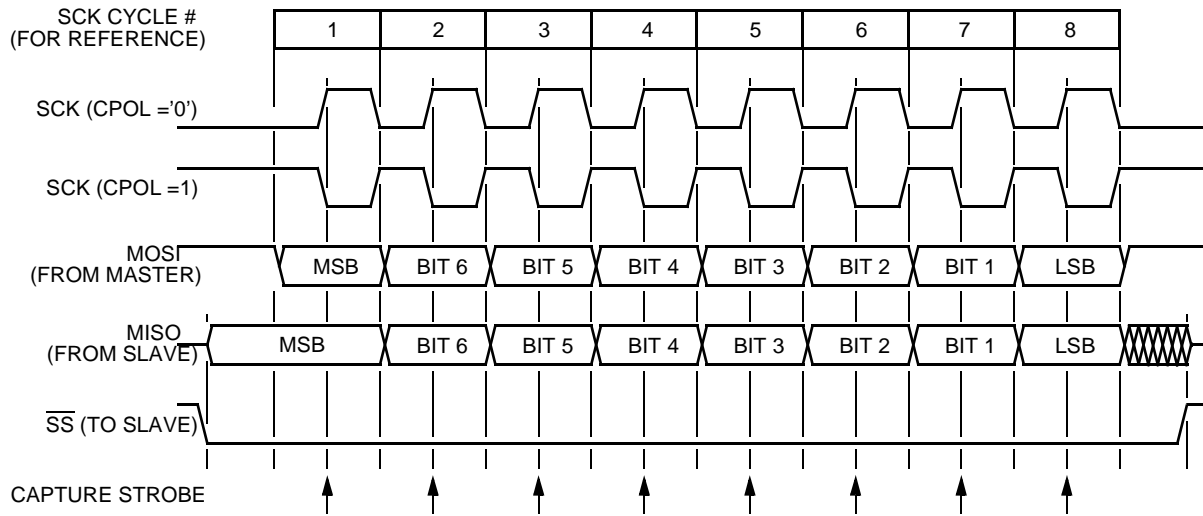 SCK CYCLE #
(FOR REFERENCE)
1 2 3 4 5 6 7 8
SCK (CPOL ='0')
SCK (CPOL =1)
MOSI
(FROM MASTER)
MSB BIT 6 BIT 5 BIT 4 BIT 3 BIT 2 BIT 1 LSB
MISO
(FROM SLAVE)
MSB BIT 6 BIT 5 BIT 4 BIT 3 BIT 2 BIT 1 LSB
SS (TO SLAVE)
CAPTURE STROBE